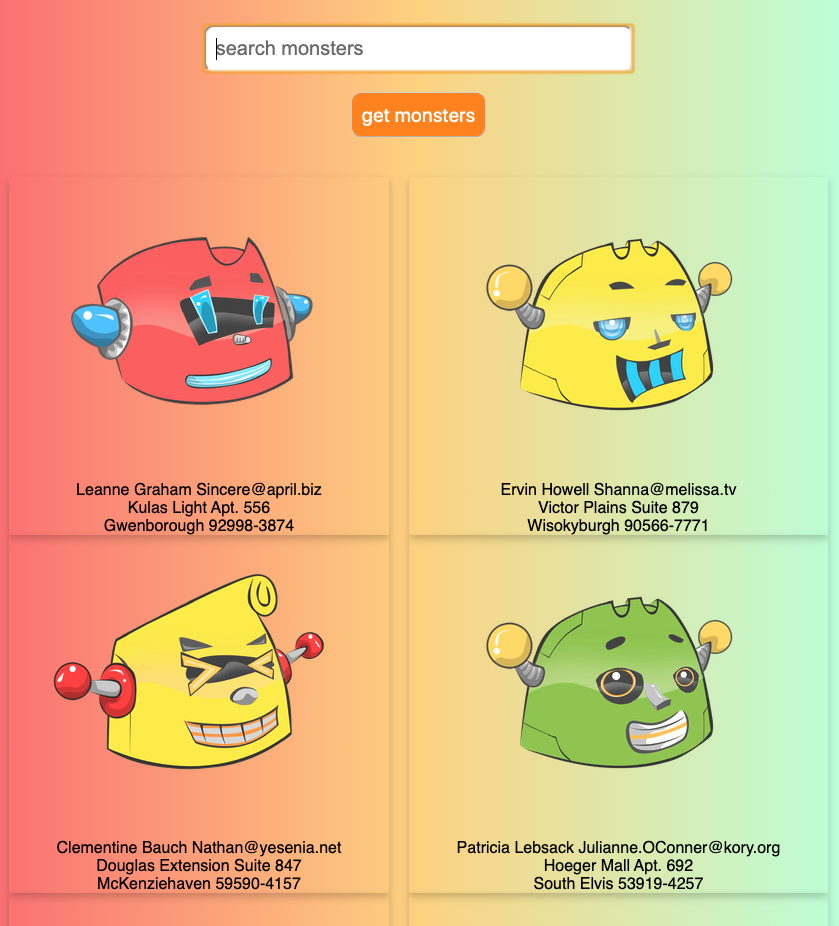 search monsters
get monsters
Leanne Graham Sincere@april.biz
Kulas Light Apt. 556
Gwenborough 92998-3874
Ervin Howell Shanna@melissa.tv
Victor Plains Suite 879
Wisokyburgh 90566-7771
Clementine Bauch Nathan@yesenia.net
Douglas Extension Suite 847
McKenziehaven 59590-4157
Patricia Lebsack Julianne.OConner@kory.org
Hoeger Mall Apt. 692
South Elvis 53919-4257